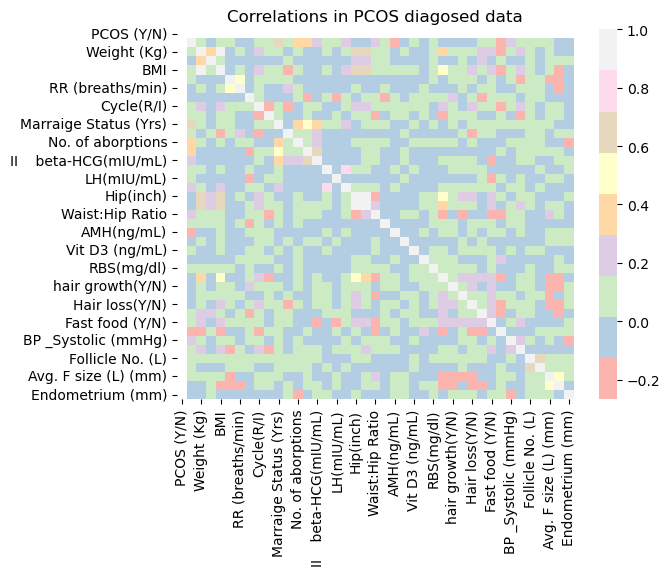 Correlations in PCOS diagosed data
PCOS (Y/N)
Weight (Kg)
BMI
RR (breaths/min)
Cycle(R/I)
Marraige Status (Yrs)
No. of aborptions
II    beta-HCG(mIU/mL)
LH(mIU/mL)
Hip(inch)
Waist:Hip Ratio
AMH(ng/mL)
Vit D3 (ng/mL)
RBS(mg/dl)
hair growth(Y/N)
Hair loss(Y/N)
Fast food (Y/N)
BP _Systolic (mmHg)
Follicle No. (L)
Avg. F size (L) (mm)
Endometrium (mm)
PCOS (Y/N)
Weight (Kg)
BMI
RR (breaths/min)
Cycle(R/I)
Marraige Status (Yrs)
No. of aborptions
II    beta-HCG(mIU/mL)
LH(mIU/mL)
Hip(inch)
Waist:Hip Ratio
AMH(ng/mL)
Vit D3 (ng/mL)
RBS(mg/dl)
hair growth(Y/N)
Hair loss(Y/N)
Fast food (Y/N)
BP _Systolic (mmHg)
Follicle No. (L)
Avg. F size (L) (mm)
Endometrium (mm)
1.0
0.8
0.6
0.4
0.2
0.0
−0.2